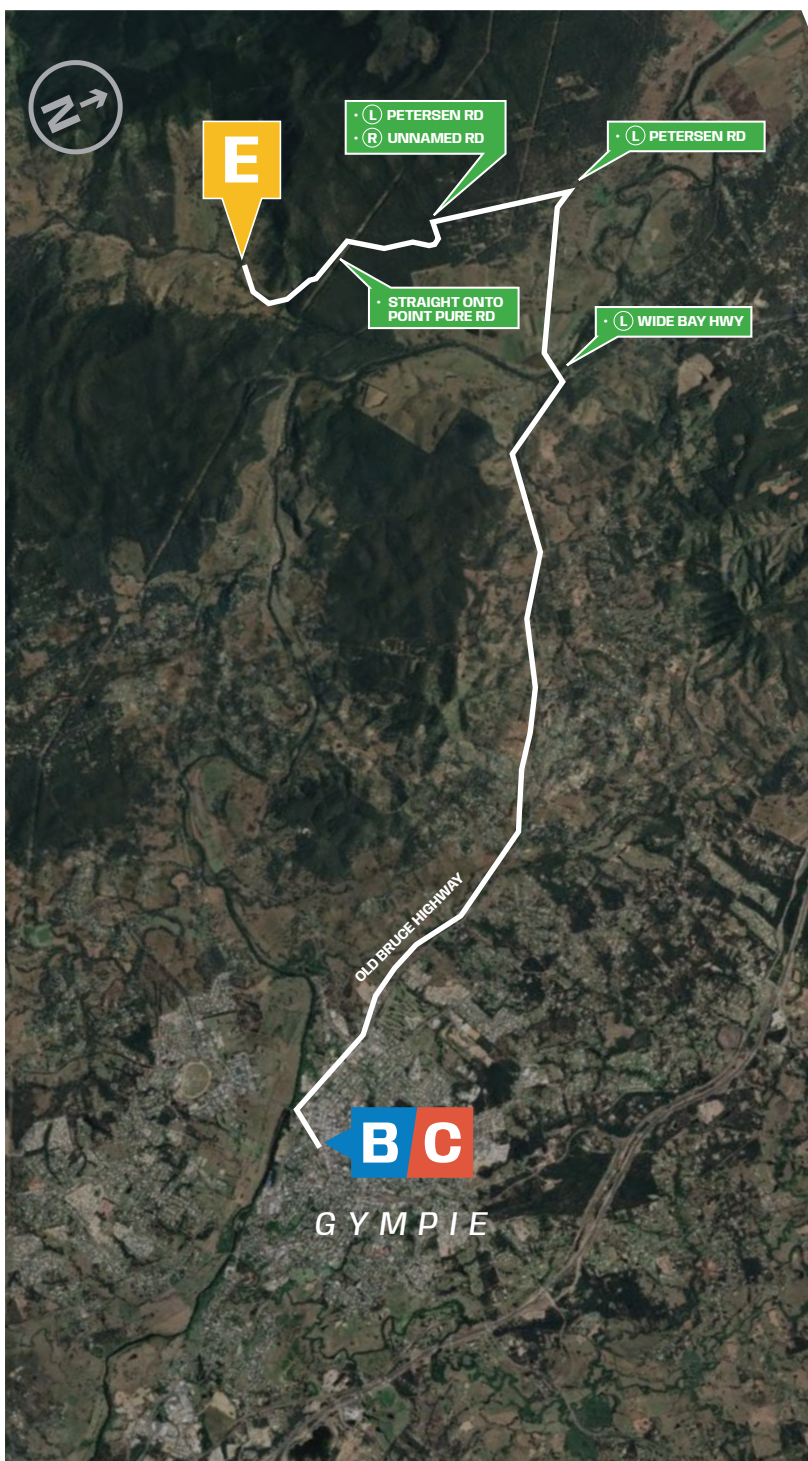 N
E
· Ⓛ PETERSEN RD
· Ⓡ UNNAMED RD
· Ⓛ PETERSEN RD
· STRAIGHT ONTO
POINT PURE RD
· Ⓛ WIDE BAY HWY
OLD BRUCE HIGHWAY
B C
GYMPIE